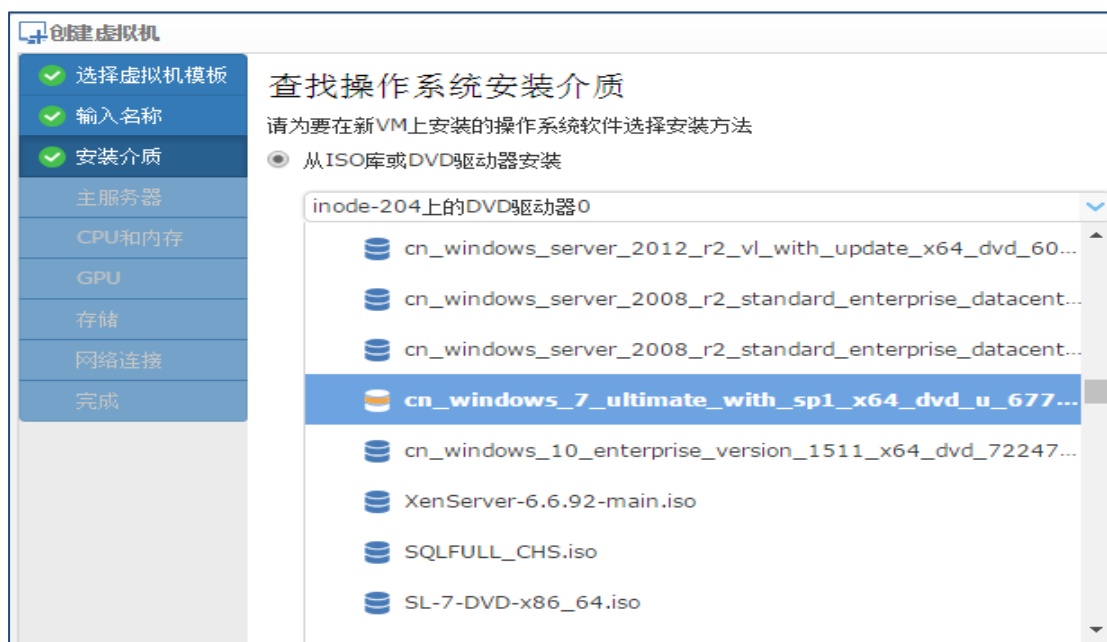 创建虚拟机
选择虚拟机模板
输入名称
安装介质
主服务器
CPU和内存
GPU
存储
网络连接
完成
查找操作系统安装介质
请为要在新VM上安装的操作系统软件选择安装方法
从ISO库或DVD驱动器安装
inode-204上的DVD驱动器0
cn_windows_server_2012_r2_vl_with_update_x64_dvd_60...
cn_windows_server_2008_r2_standard_enterprise_datacent...
cn_windows_server_2008_r2_standard_enterprise_datacent...
cn_windows_7_ultimate_with_sp1_x64_dvd_u_677...
cn_windows_10_enterprise_version_1511_x64_dvd_72247...
XenServer-6.6.92-main.iso
SQLFULL_CHS.iso
SL-7-DVD-x86_64.iso